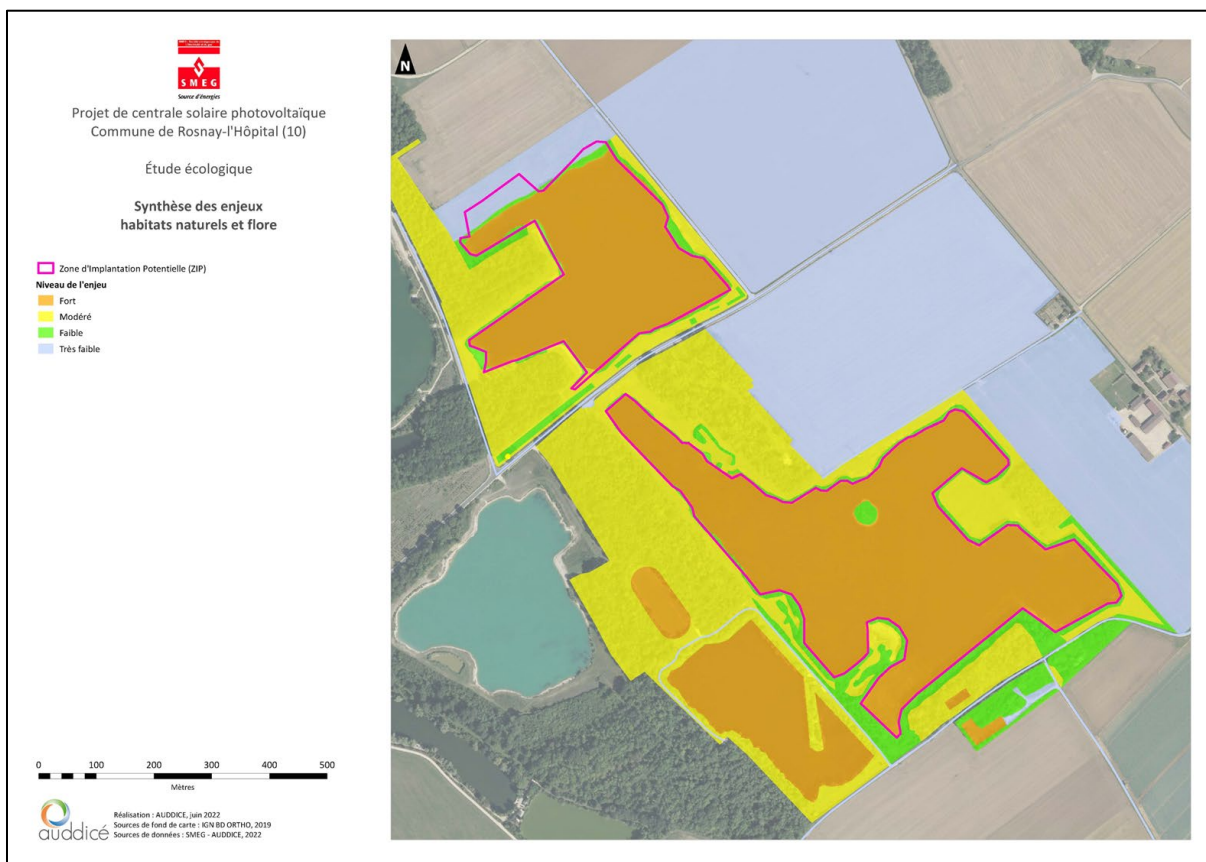 SMEG
Source d'énergies
Projet de centrale solaire photovoltaïque
Commune de Rosnay-l'Hôpital (10)
Étude écologique
Synthèse des enjeux
habitats naturels et flore
Zone d'Implantation Potentielle (ZIP)
Niveau de l'enjeu
Fort
Modéré
Faible
Très faible
N
0 100 200 300 400 500
Mètres
auddicé
Réalisation : AUDDICE, juin 2022
Sources de fond de carte : IGN BD ORTHO, 2019
Sources de données : SMEG - AUDDICE, 2022